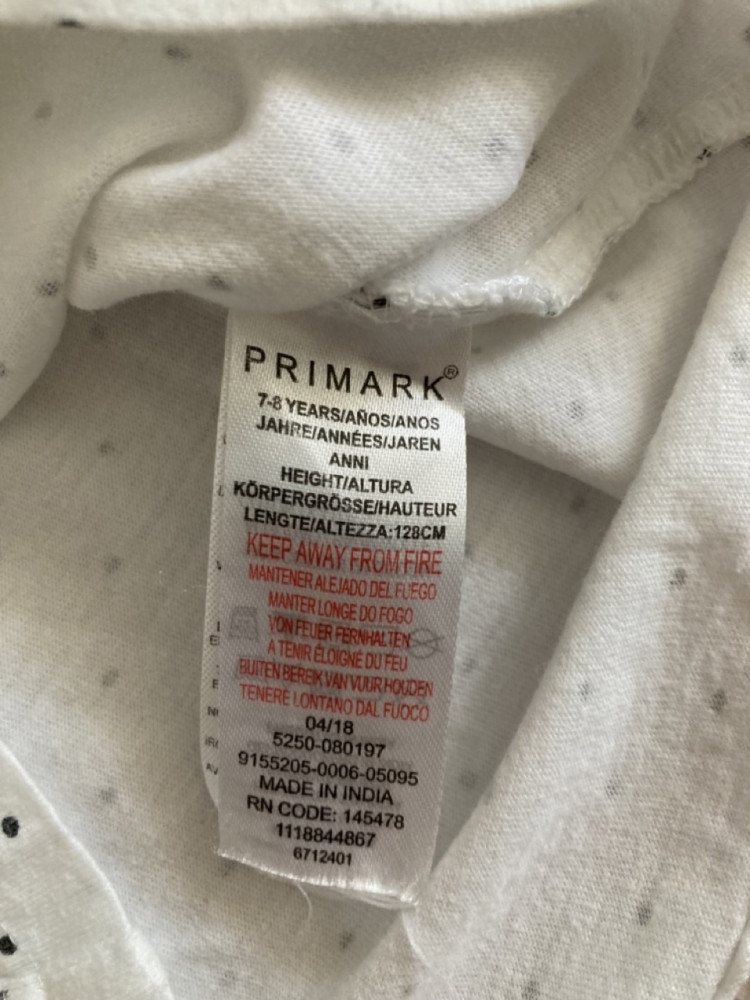 PRIMARK®
7-8 YEARS/AÑOS/ANOS
JAHRE/ANNÉES/JAREN
ANNI
HEIGHT/ALTURA
KÖRPERGRÖSSE/HAUTEUR
LENGTE/ALTEZZA:128CM
KEEP AWAY FROM FIRE
MANTENER ALEJADO DEL FUEGO
MANTER LONGE DO FOGO
VON FEUER FERNHALTEN
À TENIR ÉLOIGNÉ DU FEU
BUITEN BEREIK VAN VUUR HOUDEN
TENERE LONTANO DAL FUOCO
04/18
5250-080197
9155205-0006-05095
MADE IN INDIA
RN CODE: 145478
1118844867
6712401